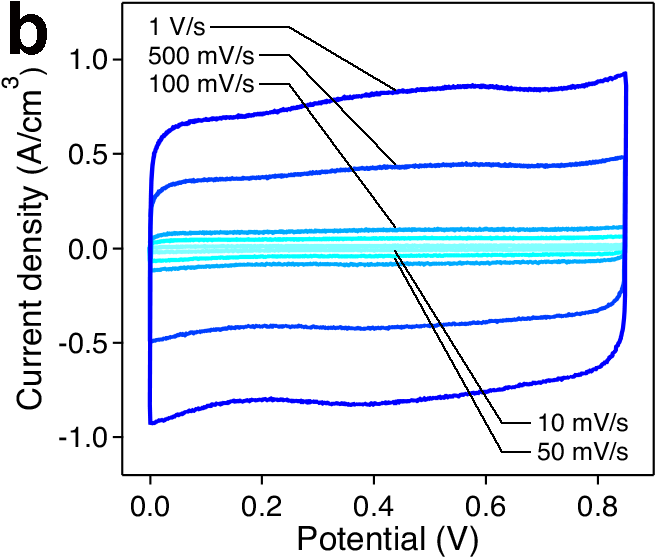 b
1 V/s
500 mV/s
100 mV/s
1.0
0.5
0.0
-0.5
-1.0
Current density (A/cm³)
10 mV/s
50 mV/s
0.0 0.2 0.4 0.6 0.8
Potential (V)